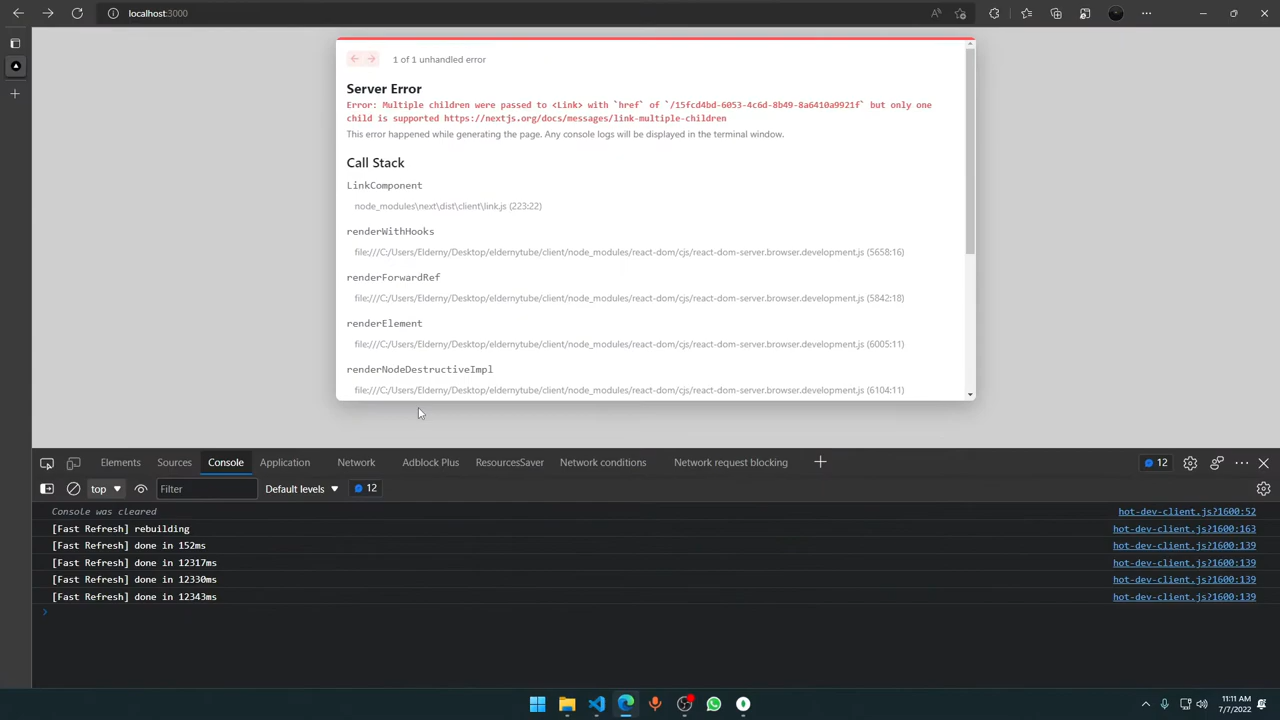 localhost:3000
1 of 1 unhandled error
Server Error
Error: Multiple children were passed to <Link> with `href` of `/15fcd4bd-6053-4c6d-8b49-8a6410a9921f` but only one
child is supported https://nextjs.org/docs/messages/link-multiple-children
This error happened while generating the page. Any console logs will be displayed in the terminal window.
Call Stack
LinkComponent
node_modules\next\dist\client\link.js (223:22)
renderWithHooks
file:///C:/Users/Elderny/Desktop/eldernytube/client/node_modules/react-dom/cjs/react-dom-server.browser.development.js (5658:16)
renderForwardRef
file:///C:/Users/Elderny/Desktop/eldernytube/client/node_modules/react-dom/cjs/react-dom-server.browser.development.js (5842:18)
renderElement
file:///C:/Users/Elderny/Desktop/eldernytube/client/node_modules/react-dom/cjs/react-dom-server.browser.development.js (6005:11)
renderNodeDestructiveImpl
file:///C:/Users/Elderny/Desktop/eldernytube/client/node_modules/react-dom/cjs/react-dom-server.browser.development.js (6104:11)
Elements Sources Console Application Network Adblock Plus ResourcesSaver Network conditions Network request blocking 12
top Filter Default levels 12
Console was cleared hot-dev-client.js?1600:52
[Fast Refresh] rebuilding hot-dev-client.js?1600:163
[Fast Refresh] done in 152ms hot-dev-client.js?1600:139
[Fast Refresh] done in 12317ms hot-dev-client.js?1600:139
[Fast Refresh] done in 12330ms hot-dev-client.js?1600:139
[Fast Refresh] done in 12343ms hot-dev-client.js?1600:139
11:11 AM
7/7/2022